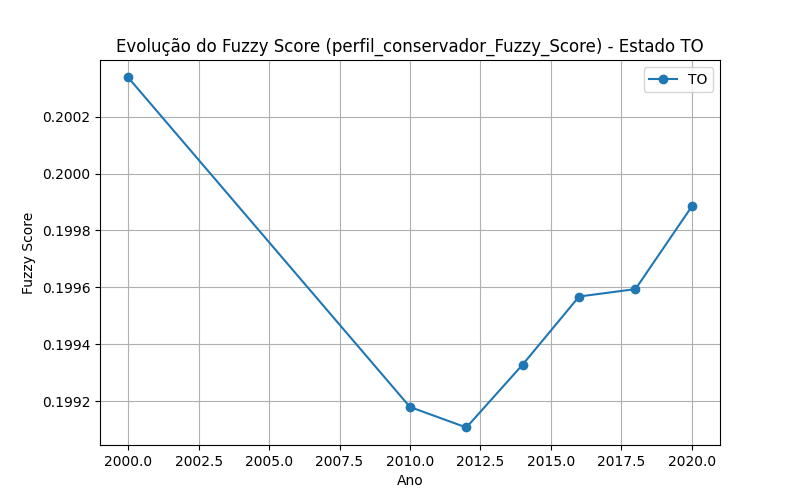 Evolução do Fuzzy Score (perfil_conservador_Fuzzy_Score) - Estado TO
TO
Fuzzy Score
0.2002
0.2000
0.1998
0.1996
0.1994
0.1992
2000.0 2002.5 2005.0 2007.5 2010.0 2012.5 2015.0 2017.5 2020.0
Ano